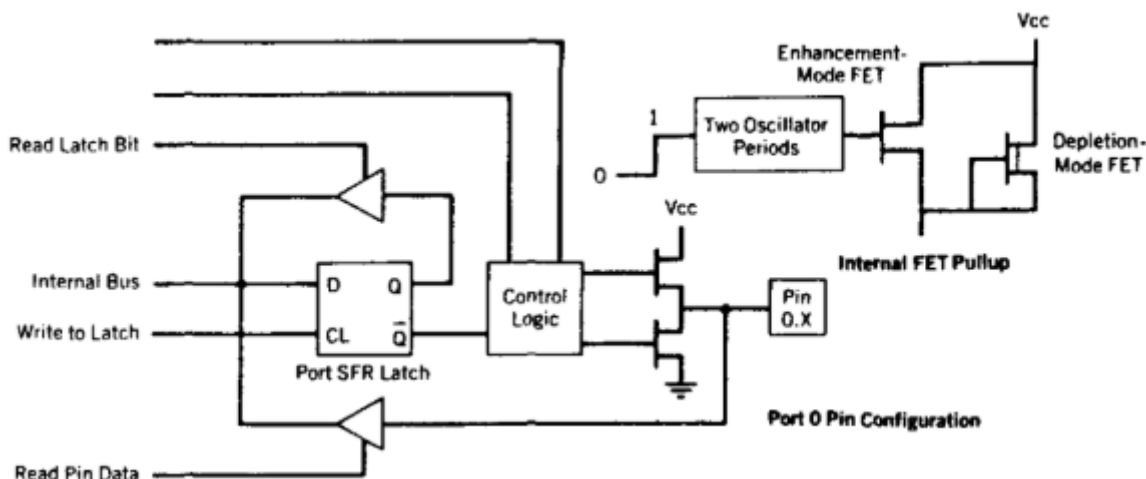 Vcc
Enhancement-
Mode FET
1
Two Oscillator
Periods
Depletion-
Mode FET
Read Latch Bit
0
Vcc
Internal FET Pullup
Internal Bus
D Q
Control
Logic
Pin
0.X
Write to Latch
CL Q̅
Port SFR Latch
Port 0 Pin Configuration
Read Pin Data